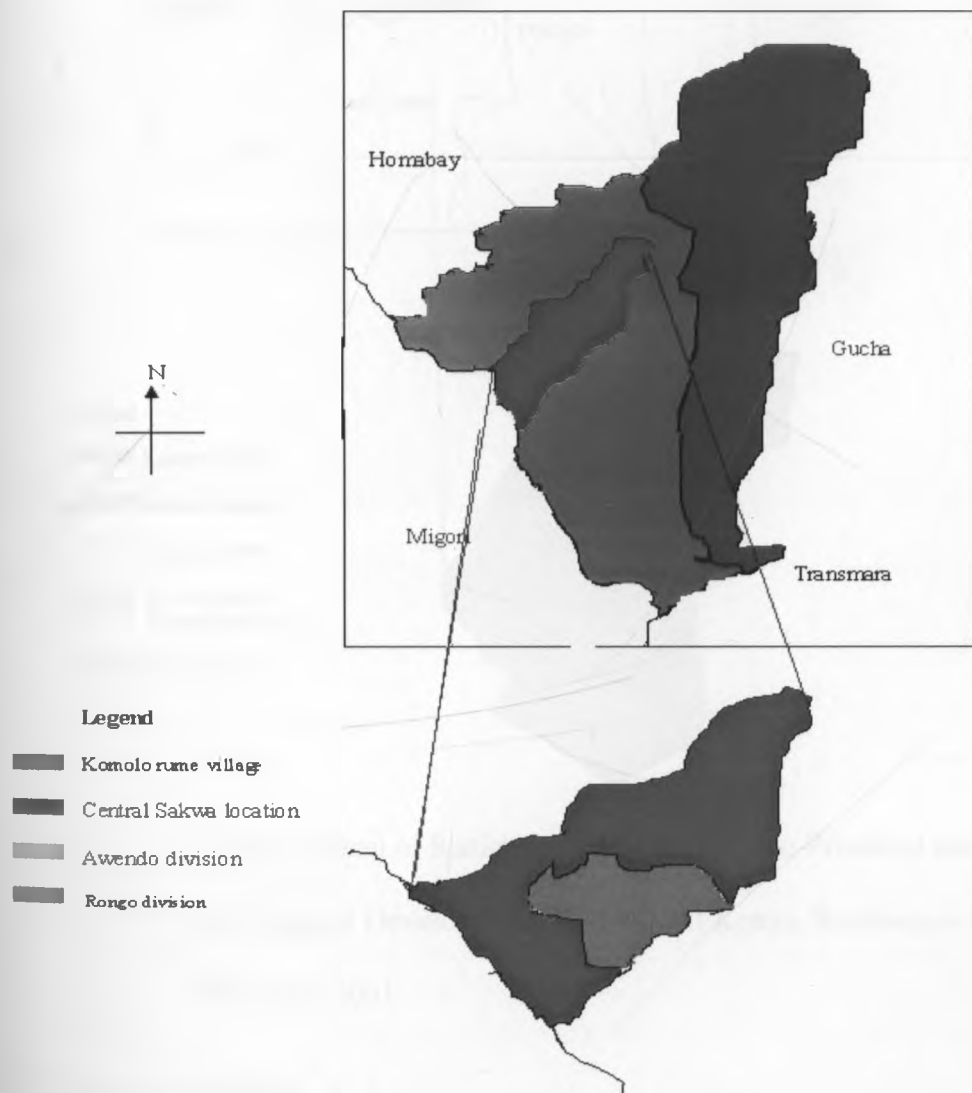 Homabay
Gucha
N
Migori
Transmara
Legend
Komolorume village
Central Sakwa location
Awendo division
Rongo division